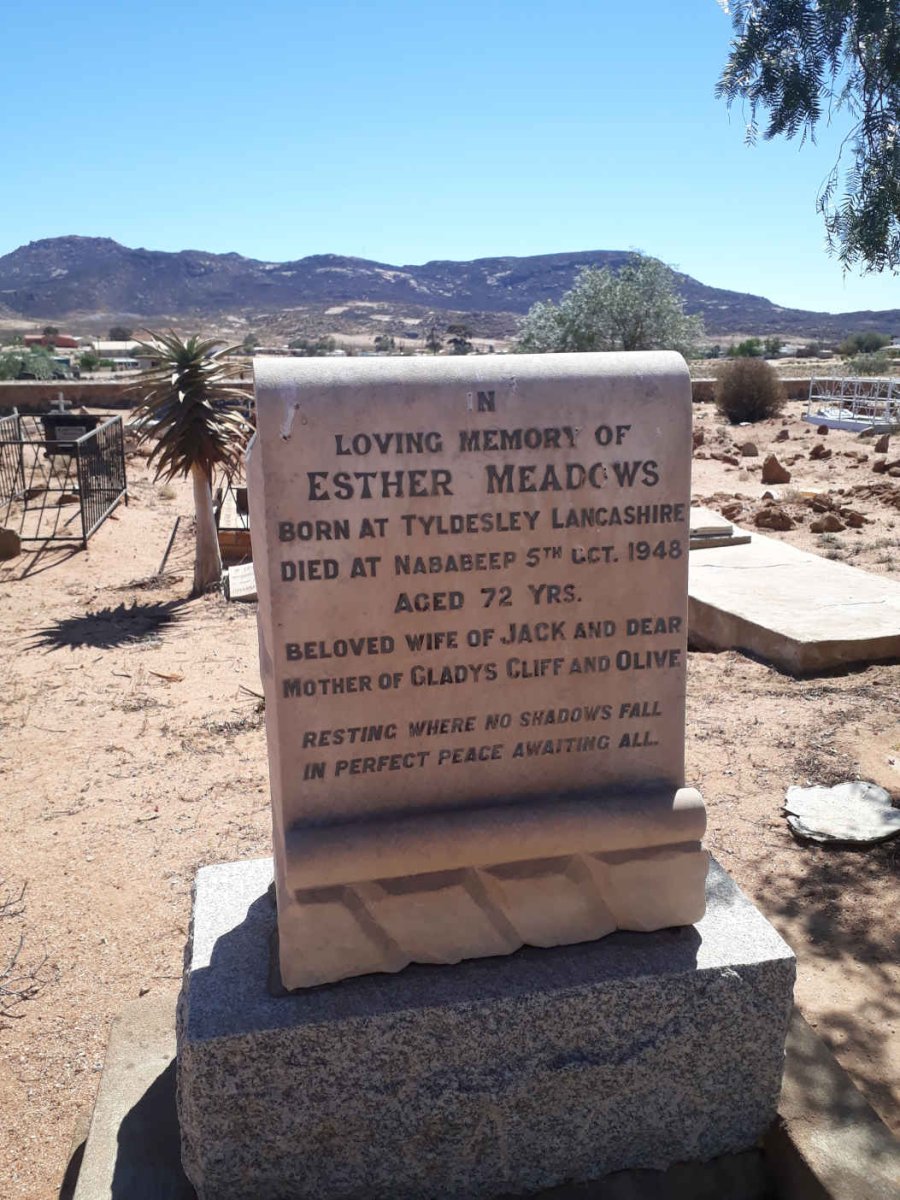 IN
LOVING MEMORY OF
ESTHER MEADOWS
BORN AT TYLDESLEY LANCASHIRE
DIED AT NABABEEP 5TH OCT. 1948
AGED 72 YRS.
BELOVED WIFE OF JACK AND DEAR
MOTHER OF GLADYS CLIFF AND OLIVE
RESTING WHERE NO SHADOWS FALL
IN PERFECT PEACE AWAITING ALL.